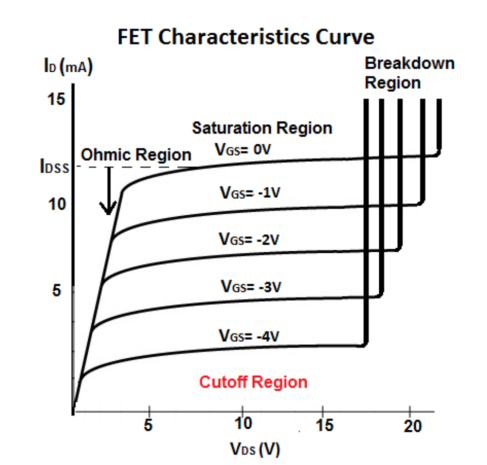 FET Characteristics Curve
ID (mA)
Breakdown
Region
15
Saturation Region
VGS= 0V
Ohmic Region
IDSS
VGS= -1V
10
VGS= -2V
5
VGS= -3V
VGS= -4V
Cutoff Region
5
10
15
20
VDS (V)